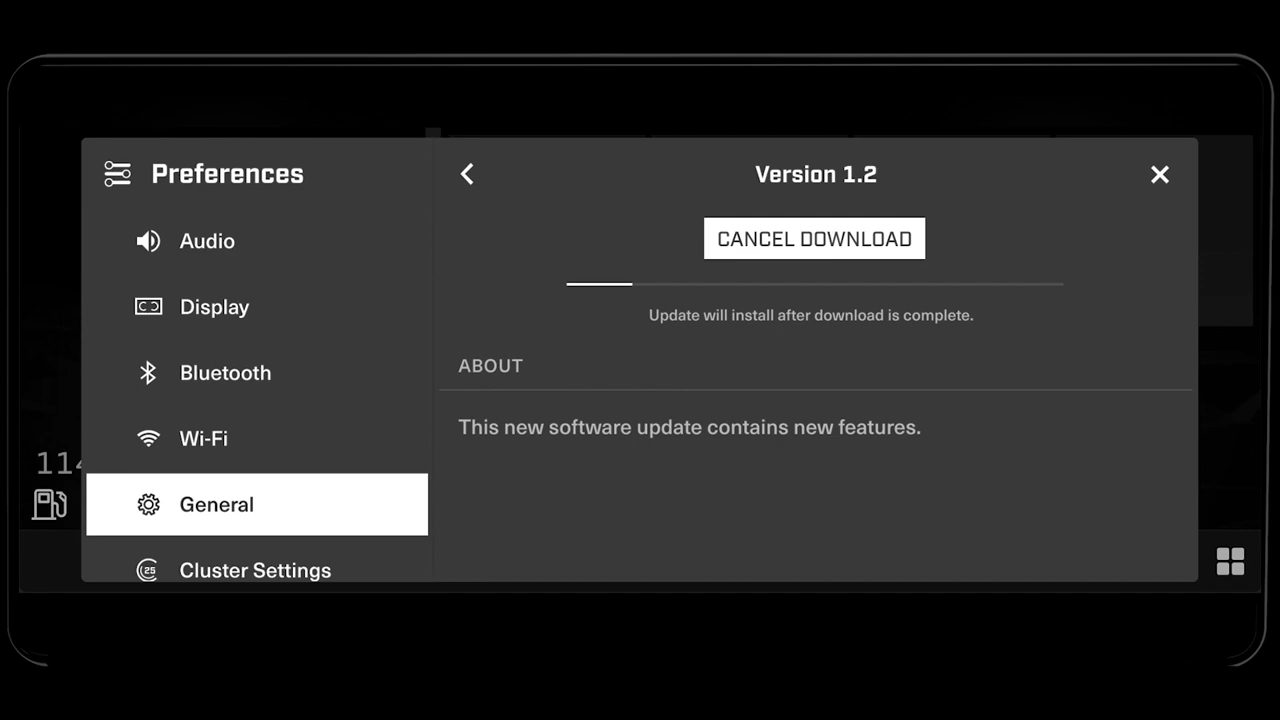 Preferences
Audio
Display
Bluetooth
Wi-Fi
General
25
Cluster Settings
Version 1.2
CANCEL DOWNLOAD
Update will install after download is complete.
ABOUT
This new software update contains new features.